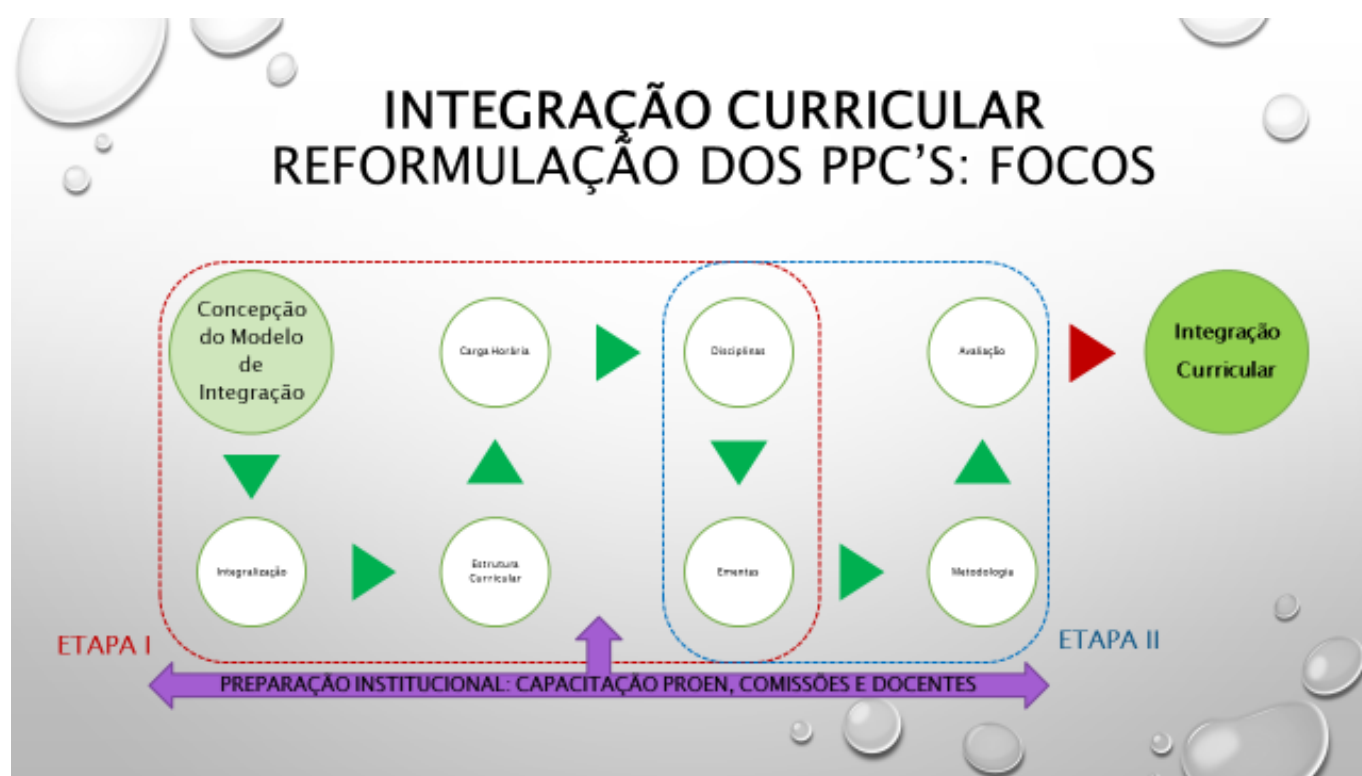 INTEGRAÇÃO CURRICULAR
REFORMULAÇÃO DOS PPC'S: FOCOS
Concepção
do Modelo
de
Integração
Carga Horária
Disciplinas
Avaliação
Integração
Curricular
Integralização
Estrutura
Curricular
Ementas
Metodologia
ETAPA I
ETAPA II
PREPARAÇÃO INSTITUCIONAL: CAPACITAÇÃO PROEN, COMISSÕES E DOCENTES